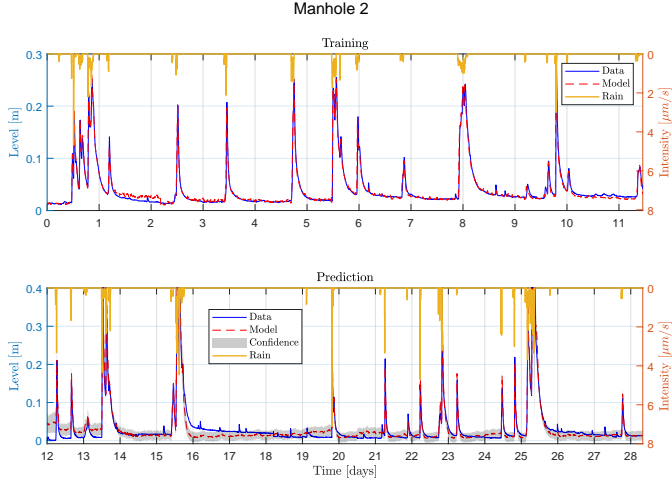 Manhole 2
Training
0.3
0.2
0.1
0
Level [m]
0
2
4
6
8
Intensity [μm/s]
Data
Model
Rain
0 1 2 3 4 5 6 7 8 9 10 11
Prediction
0.4
0.3
0.2
0.1
0
Level [m]
0
2
4
6
8
Intensity [μm/s]
Data
Model
Confidence
Rain
12 13 14 15 16 17 18 19 20 21 22 23 24 25 26 27 28
Time [days]